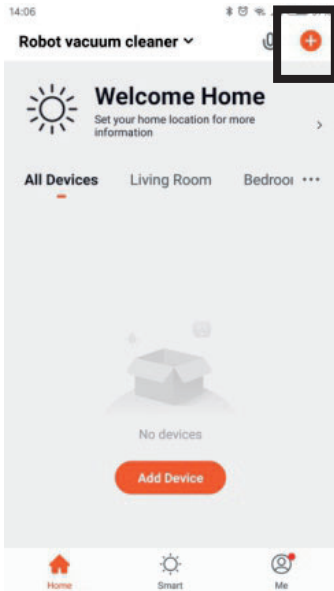 14:06
Robot vacuum cleaner
Welcome Home
Set your home location for more
information
All Devices Living Room Bedroo
No devices
Add Device
Home Smart Me